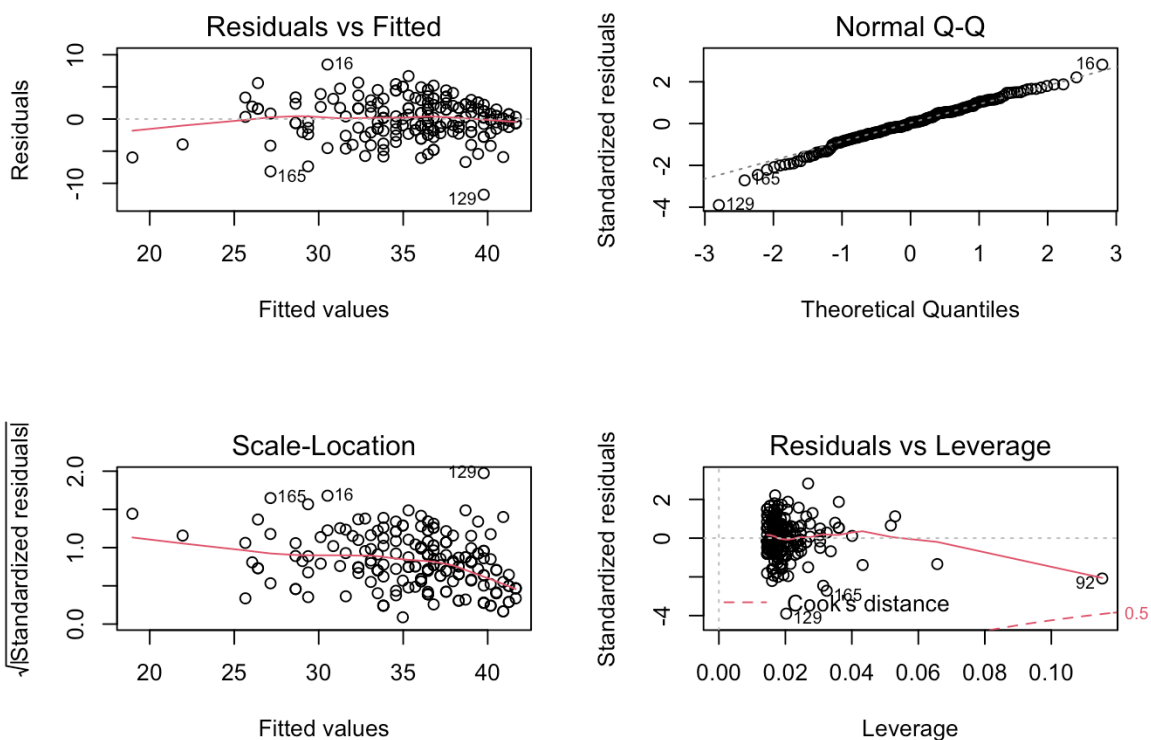 Residuals vs Fitted
Residuals
10
0
-10
16
165
129
20 25 30 35 40
Fitted values
Normal Q-Q
Standardized residuals
2
0
-2
-4
16
165
129
-3 -2 -1 0 1 2 3
Theoretical Quantiles
Scale-Location
√|Standardized residuals|
2.0
1.0
0.0
129
165
16
20 25 30 35 40
Fitted values
Residuals vs Leverage
Standardized residuals
2
0
-4
92
165
Cook's distance
129
0.5
0.00 0.02 0.04 0.06 0.08 0.10
Leverage